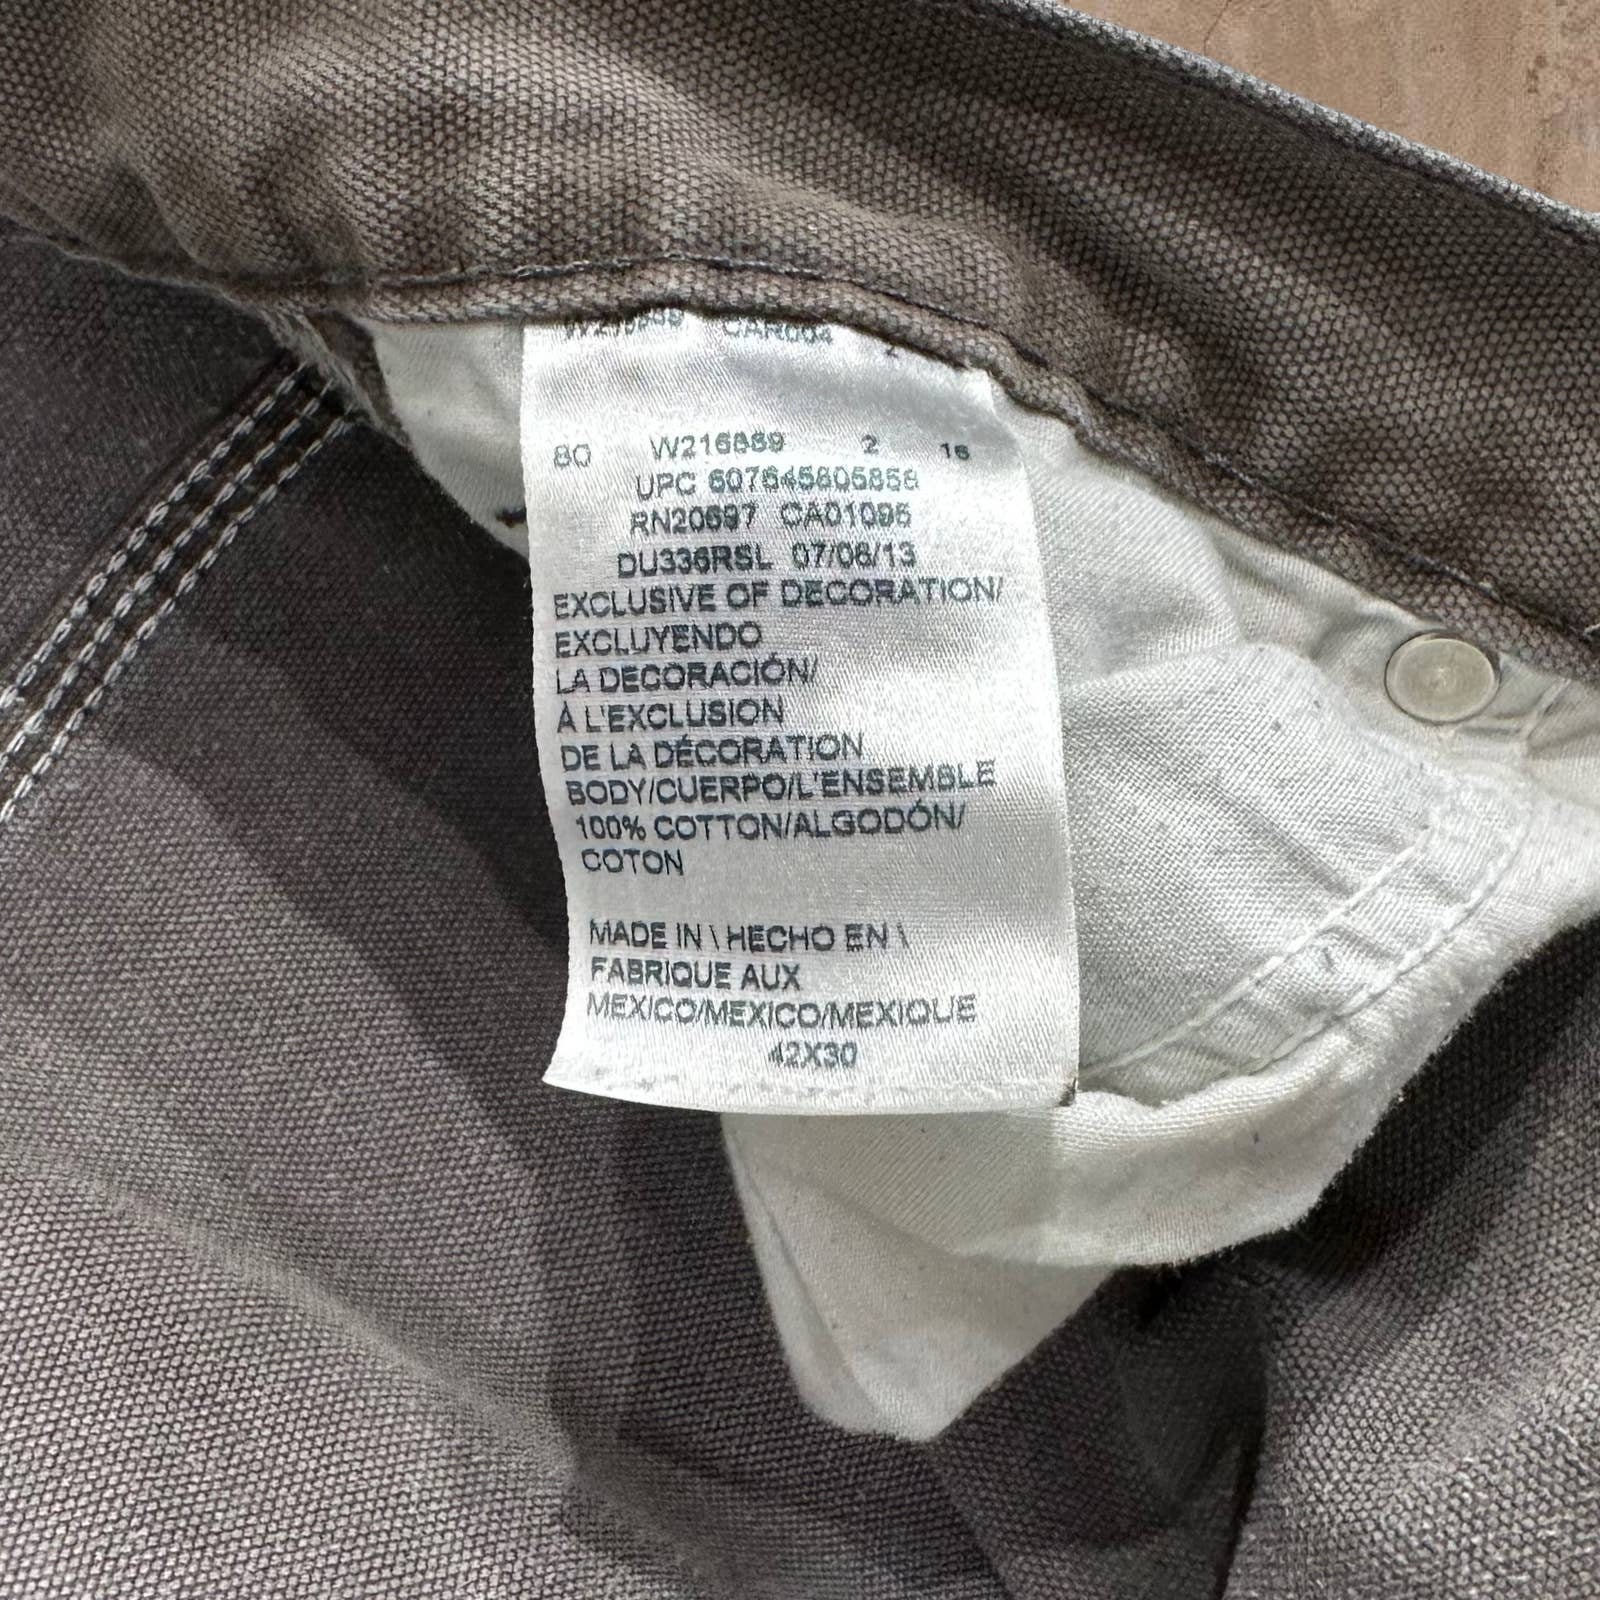 80 W216889 2 16
UPC 607645805858
RN20697 CA01095
DU336RSL 07/06/13
EXCLUSIVE OF DECORATION/
EXCLUYENDO
LA DECORACIÓN/
À L'EXCLUSION
DE LA DÉCORATION
BODY/CUERPO/L'ENSEMBLE
100% COTTON/ALGODÓN/
COTON
MADE IN \ HECHO EN \
FABRIQUE AUX
MEXICO/MEXICO/MEXIQUE
42X30